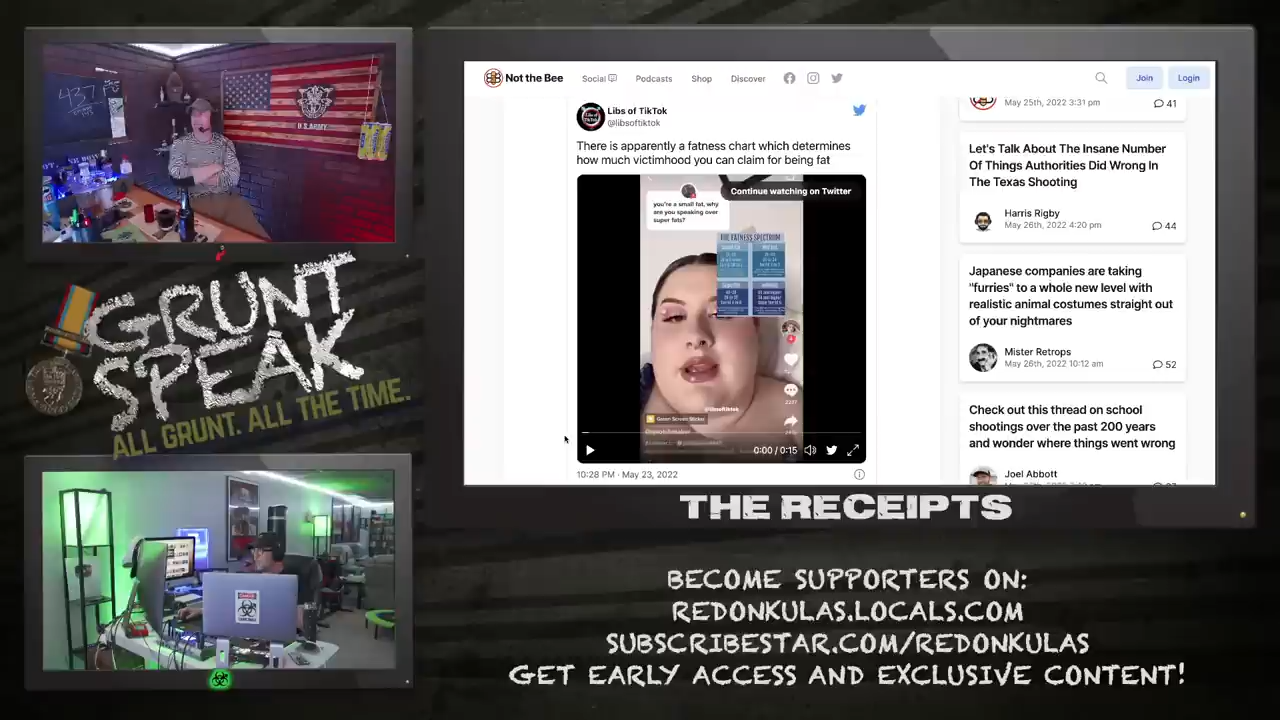 437
U.S. ARMY
GRUNT
SPEAK
ALL GRUNT. ALL THE TIME.
Not the Bee
Social
Podcasts
Shop
Discover
Join
Login
Libs of TikTok
@libsoftiktok
There is apparently a fatness chart which determines
how much victimhood you can claim for being fat
Continue watching on Twitter
you're a small fat, why
are you speaking over
super fats?
THE FATNESS SPECTRUM
0:00 / 0:15
10:28 PM · May 23, 2022
May 25th, 2022 3:31 pm
41
Let's Talk About The Insane Number
Of Things Authorities Did Wrong In
The Texas Shooting
Harris Rigby
May 26th, 2022 4:20 pm
44
Japanese companies are taking
"furries" to a whole new level with
realistic animal costumes straight out
of your nightmares
Mister Retrops
May 26th, 2022 10:12 am
52
Check out this thread on school
shootings over the past 200 years
and wonder where things went wrong
Joel Abbott
THE RECEIPTS
BECOME SUPPORTERS ON:
REDONKULAS.LOCALS.COM
SUBSCRIBESTAR.COM/REDONKULAS
GET EARLY ACCESS AND EXCLUSIVE CONTENT!